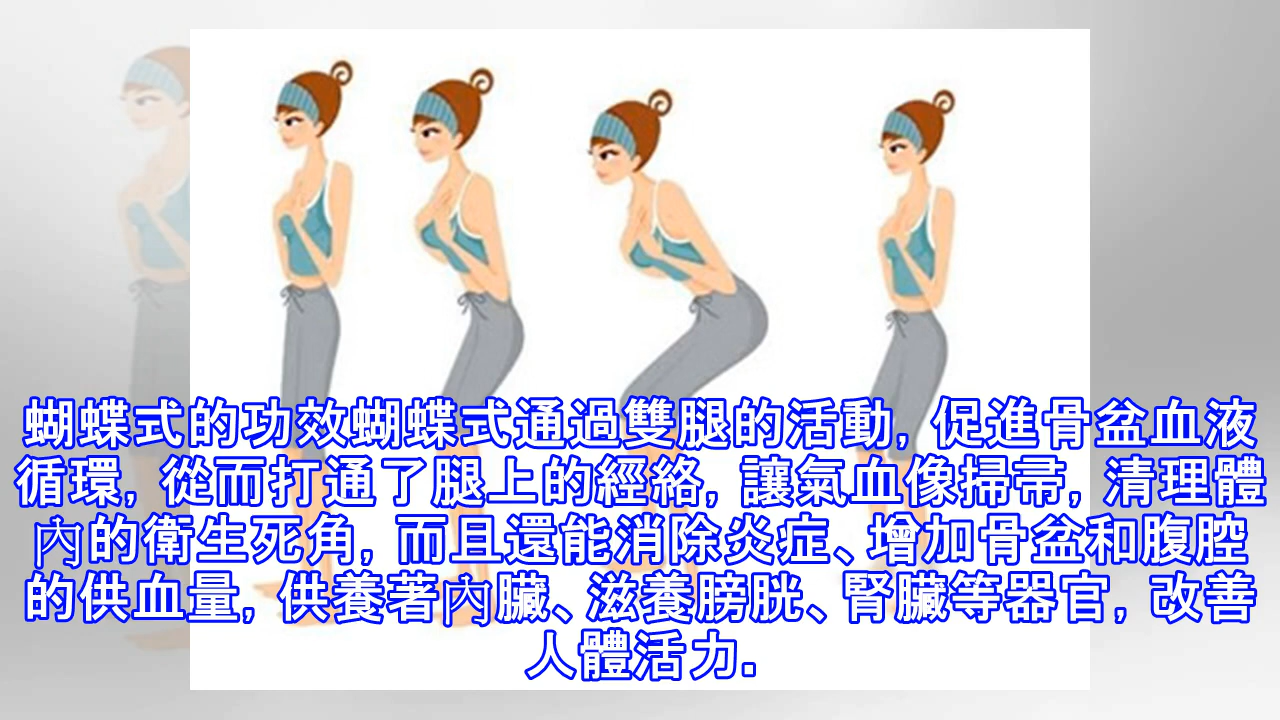 蝴蝶式的功效蝴蝶式通過雙腿的活動, 促進骨盆血液
循環, 從而打通了腿上的經絡, 讓氣血像掃帚, 清理體
內的衛生死角, 而且還能消除炎症、增加骨盆和腹腔
的供血量, 供養著內臟、滋養膀胱、腎臟等器官, 改善
人體活力.